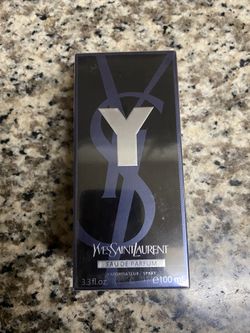 Y
YVESSAINTLAURENT
EAU DE PARFUM
VAPORISATEUR - SPRAY
3.3 fl.oz e100 ml